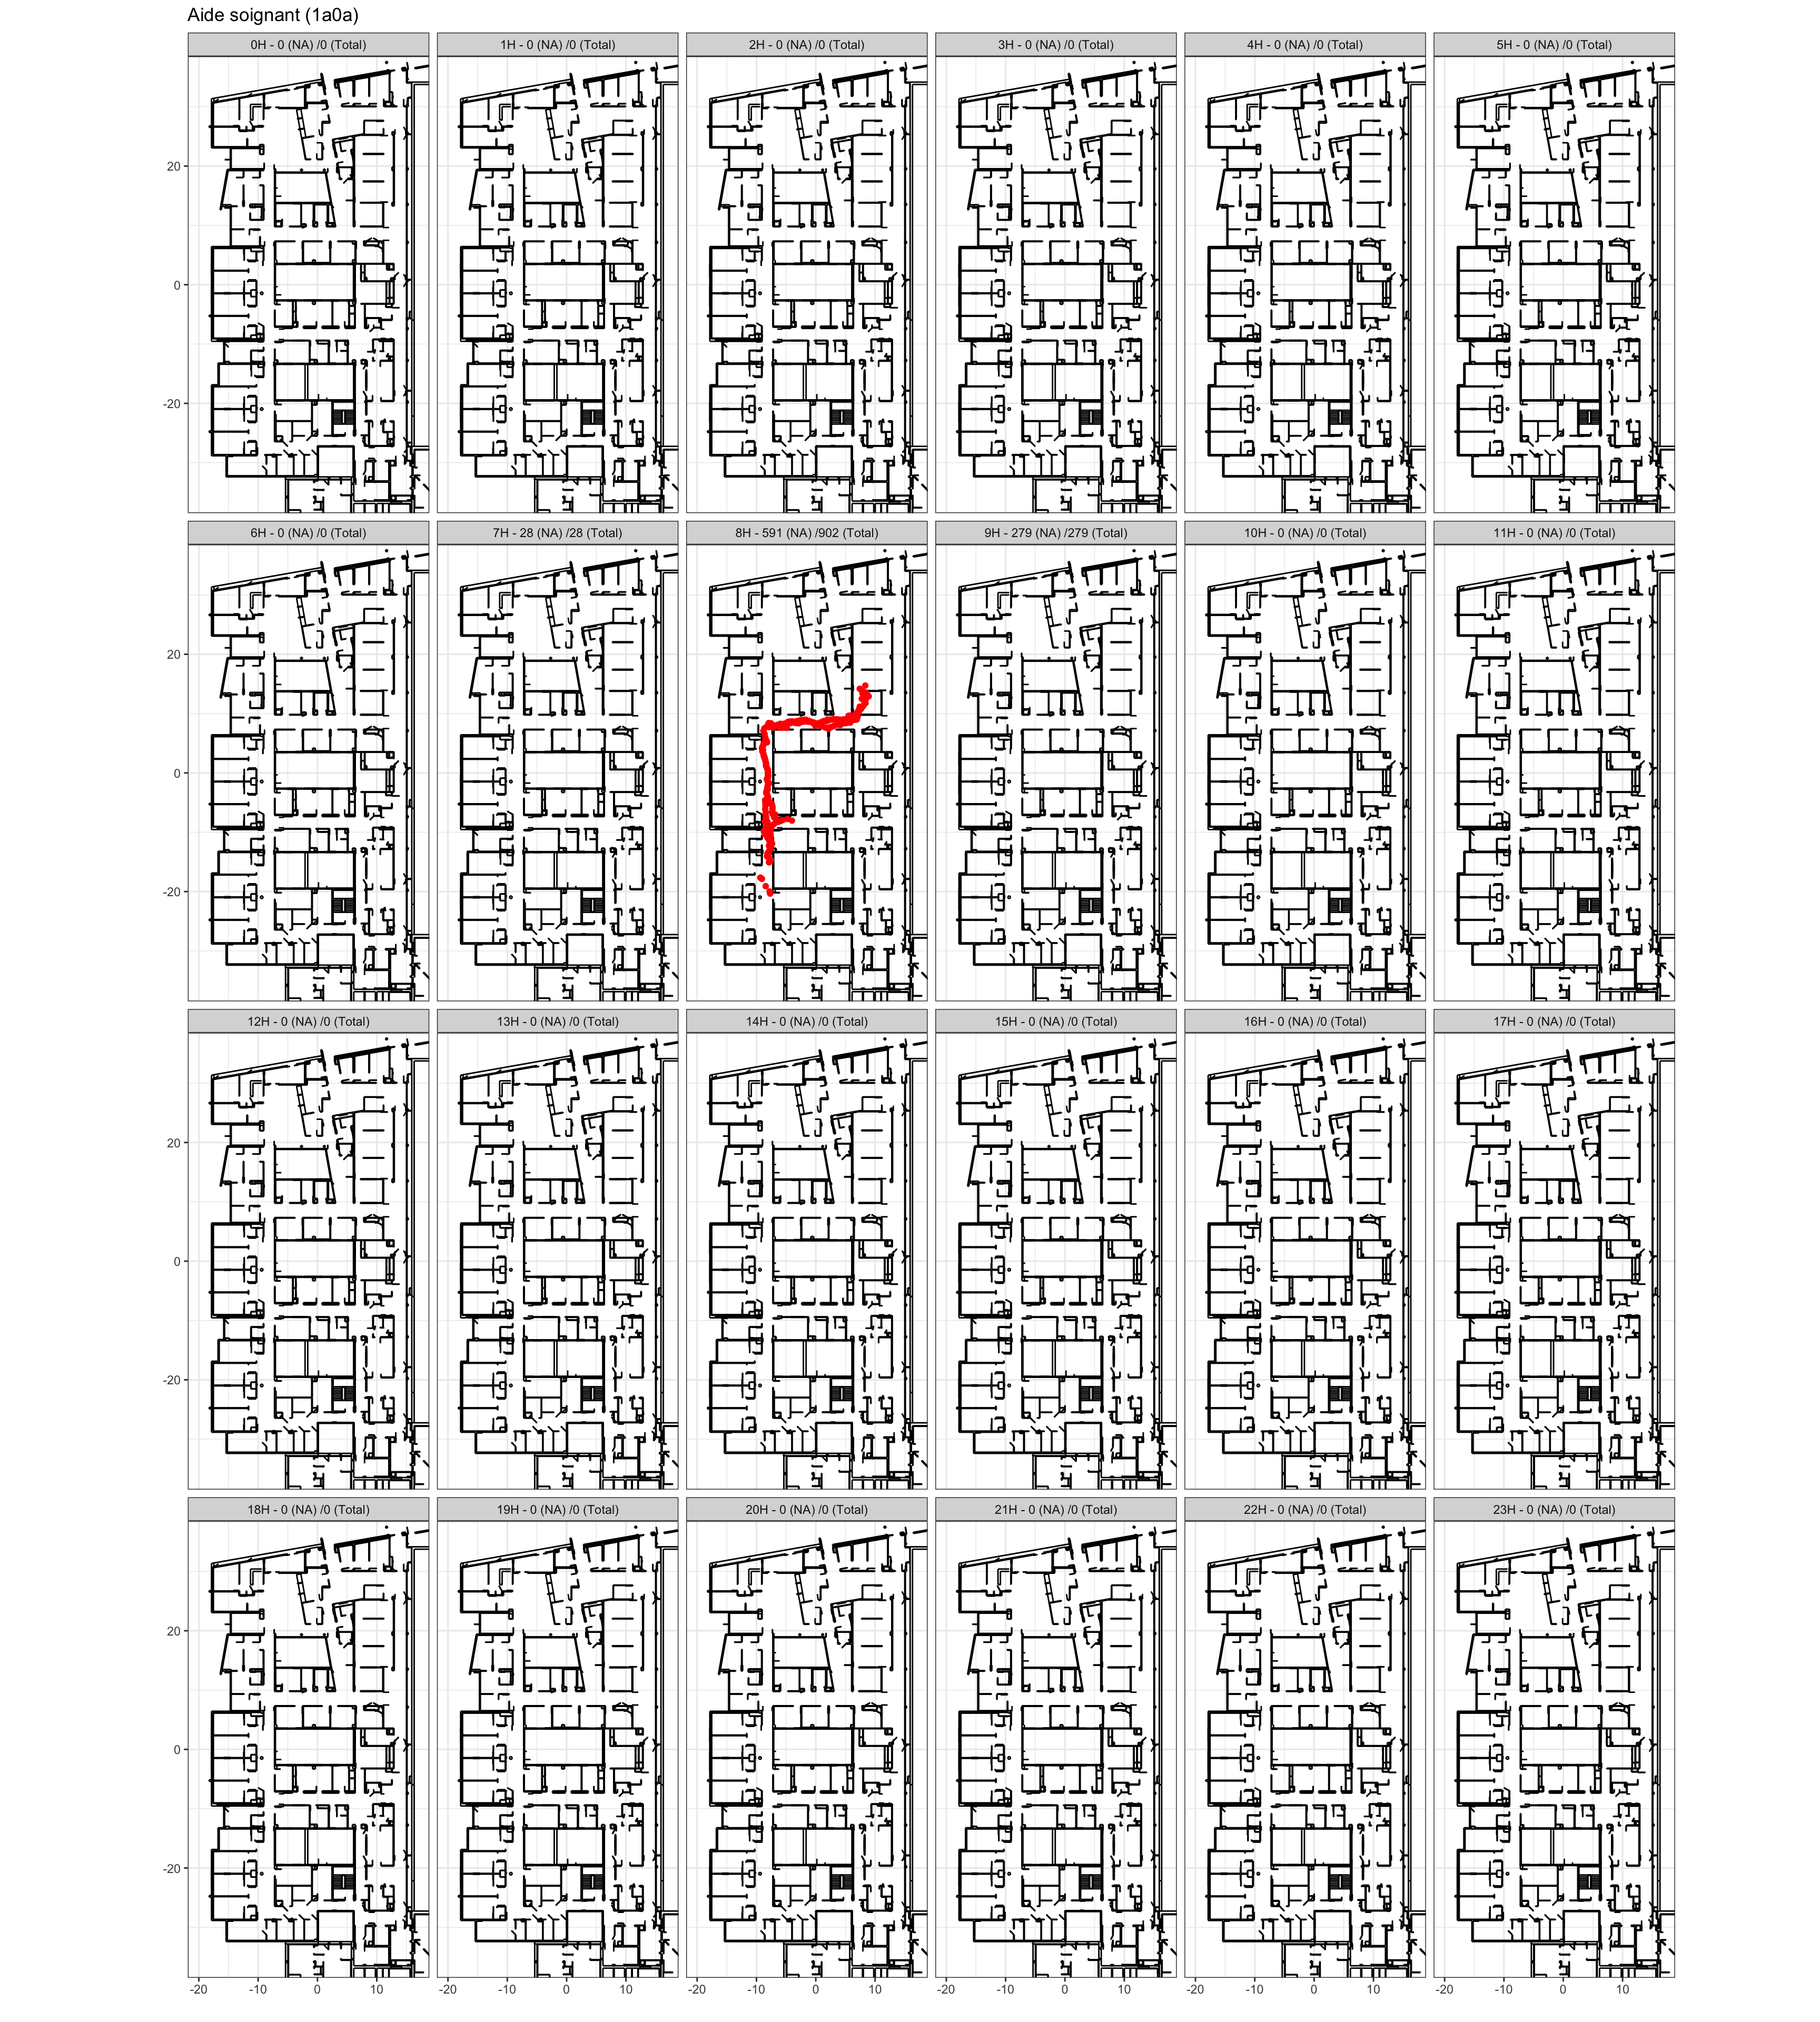 Aide soignant (1a0a)
0H - 0 (NA) /0 (Total) 1H - 0 (NA) /0 (Total) 2H - 0 (NA) /0 (Total) 3H - 0 (NA) /0 (Total) 4H - 0 (NA) /0 (Total) 5H - 0 (NA) /0 (Total)
20
0
-20
6H - 0 (NA) /0 (Total) 7H - 28 (NA) /28 (Total) 8H - 591 (NA) /902 (Total) 9H - 279 (NA) /279 (Total) 10H - 0 (NA) /0 (Total) 11H - 0 (NA) /0 (Total)
20
0
-20
12H - 0 (NA) /0 (Total) 13H - 0 (NA) /0 (Total) 14H - 0 (NA) /0 (Total) 15H - 0 (NA) /0 (Total) 16H - 0 (NA) /0 (Total) 17H - 0 (NA) /0 (Total)
20
0
-20
18H - 0 (NA) /0 (Total) 19H - 0 (NA) /0 (Total) 20H - 0 (NA) /0 (Total) 21H - 0 (NA) /0 (Total) 22H - 0 (NA) /0 (Total) 23H - 0 (NA) /0 (Total)
20
0
-20
-20 -10 0 10 -20 -10 0 10 -20 -10 0 10 -20 -10 0 10 -20 -10 0 10 -20 -10 0 10